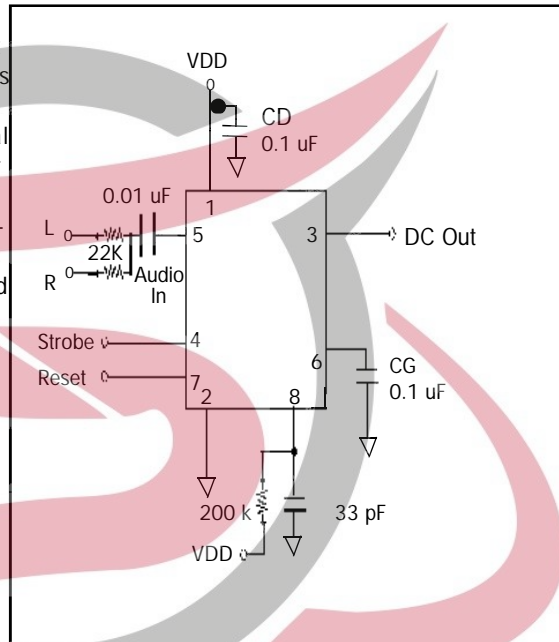 s
VDD
CD
al
0.1 uF
0.01 uF
1
L
5
3
DC Out
22K
R
Audio
d
In
Strobe
4
6
CG
Reset
7
0.1 uF
2
8
200 k
33 pF
VDD